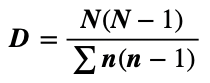 D = N(N – 1) / ∑ n(n – 1)